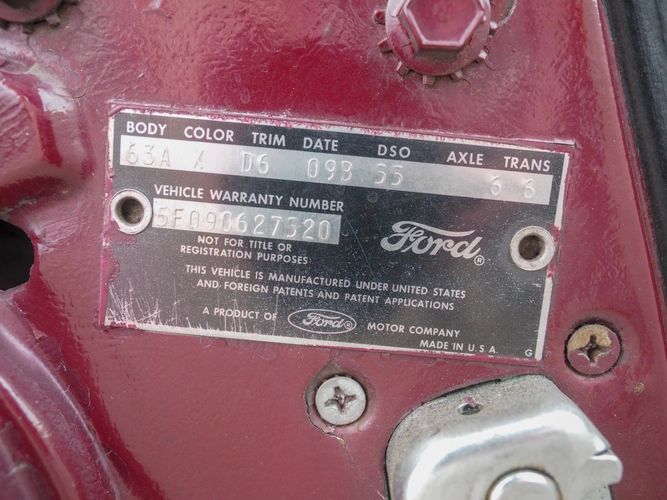 BODY COLOR TRIM DATE DSO AXLE TRANS
63A X D6 09B 55 6 6
VEHICLE WARRANTY NUMBER
NOT FOR TITLE OR
REGISTRATION PURPOSES
Ford®
THIS VEHICLE IS MANUFACTURED UNDER UNITED STATES
AND FOREIGN PATENTS AND PATENT APPLICATIONS
A PRODUCT OF Ford® MOTOR COMPANY
MADE IN U.S.A. G